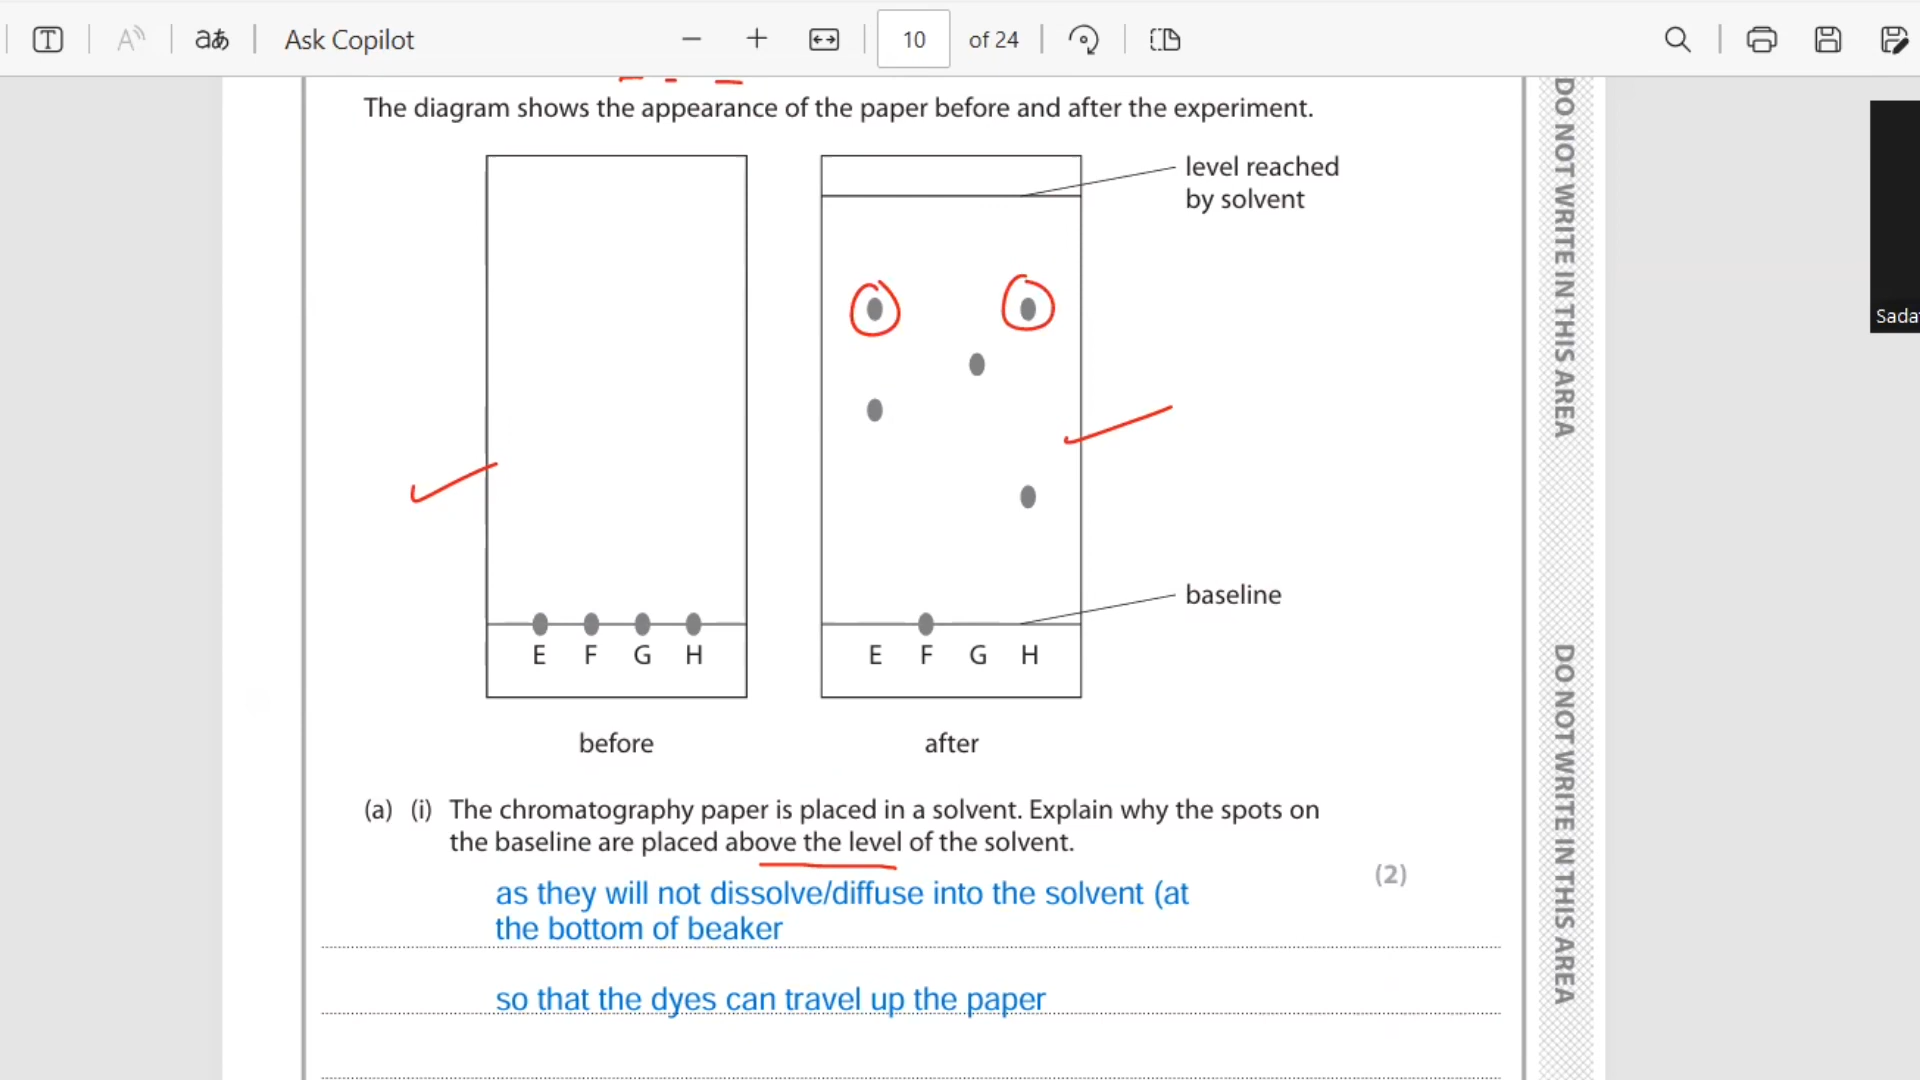 Ask Copilot
10 of 24
The diagram shows the appearance of the paper before and after the experiment.
level reached
by solvent
baseline
E F G H
E F G H
before
after
(a) (i) The chromatography paper is placed in a solvent. Explain why the spots on
the baseline are placed above the level of the solvent.
(2)
as they will not dissolve/diffuse into the solvent (at
the bottom of beaker
so that the dyes can travel up the paper
DO NOT WRITE IN THIS AREA
DO NOT WRITE IN THIS AREA